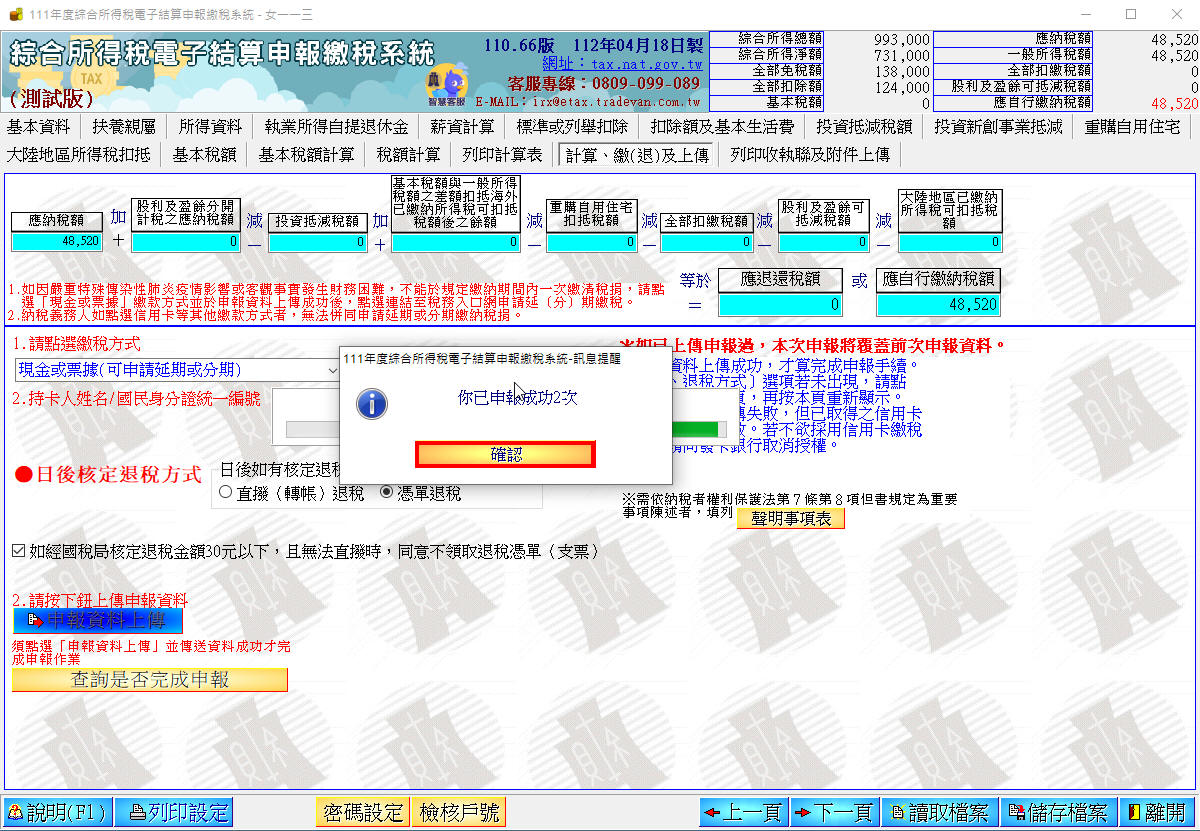 111年度綜合所得稅電子結算申報繳稅系統 - 女一一三
綜合所得稅電子結算申報繳稅系統
TAX
(測試版)
110.66版 112年04月18日製
網址：tax.nat.gov.tw
客服專線：0809-099-089
E-MAIL：irx@etax.tradevan.com.tw
智慧客服
綜合所得總額 993,000 應納稅額 48,520
綜合所得淨額 731,000 一般所得稅額 48,520
全部免稅額 138,000 全部扣繳稅額 0
全部扣除額 124,000 股利及盈餘可抵減稅額 0
基本稅額 0 應自行繳納稅額 48,520
基本資料 扶養親屬 所得資料 執業所得自提退休金 薪資計算 標準或列舉扣除 扣除額及基本生活費 投資抵減稅額 投資新創事業抵減 重購自用住宅
大陸地區所得稅扣抵 基本稅額 基本稅額計算 稅額計算 列印計算表 計算、繳(退)及上傳 列印收執聯及附件上傳
應納稅額
48,520
加
＋
股利及盈餘分開
計稅之應納稅額
0
減
－
投資抵減稅額
0
加
＋
基本稅額與一般所得
稅額之差額扣抵海外
已繳納所得稅可扣抵
稅額後之餘額
0
減
－
重購自用住宅
扣抵稅額
0
減
－
全部扣繳稅額
0
減
－
股利及盈餘可
抵減稅額
0
減
－
大陸地區已繳納
所得稅可扣抵稅
額
0
1.如因嚴重特殊傳染性肺炎疫情影響或客觀事實發生財務困難，不能於規定繳納期間內一次繳清稅捐，請點
選「現金或票據」繳款方式並於申報資料上傳成功後，點選連結至稅務入口網申請延（分）期繳稅。
2.納稅義務人如點選信用卡等其他繳款方式者，無法併同申請延期或分期繳納稅捐。
等於
＝
應退還稅額
0
或
應自行繳納稅額
48,520
1.請點選繳稅方式
現金或票據(可申請延期或分期)
2.持卡人姓名/國民身分證統一編號
＊如已上傳申報過，本次申報將覆蓋前次申報資料。
資料上傳成功，才算完成申報手續。
、退稅方式〕選項若未出現，請點
頁，再按本頁重新顯示。
傳失敗，但已取得之信用卡
。若不欲採用信用卡繳稅
請向發卡銀行取消授權。
111年度綜合所得稅電子結算申報繳稅系統-訊息提醒
你已申報成功2次
確認
●日後核定退稅方式
日後如有核定退稅
直撥（轉帳）退稅 憑單退稅
※需依納稅者權利保護法第7條第8項但書規定為重要
事項陳述者，填列 聲明事項表
如經國稅局核定退稅金額30元以下，且無法直撥時，同意不領取退稅憑單（支票）
2.請按下鈕上傳申報資料
申報資料上傳
須點選「申報資料上傳」並傳送資料成功才完
成申報作業
查詢是否完成申報
說明(F1) 列印設定 密碼設定 檢核戶號 上一頁 下一頁 讀取檔案 儲存檔案 離開